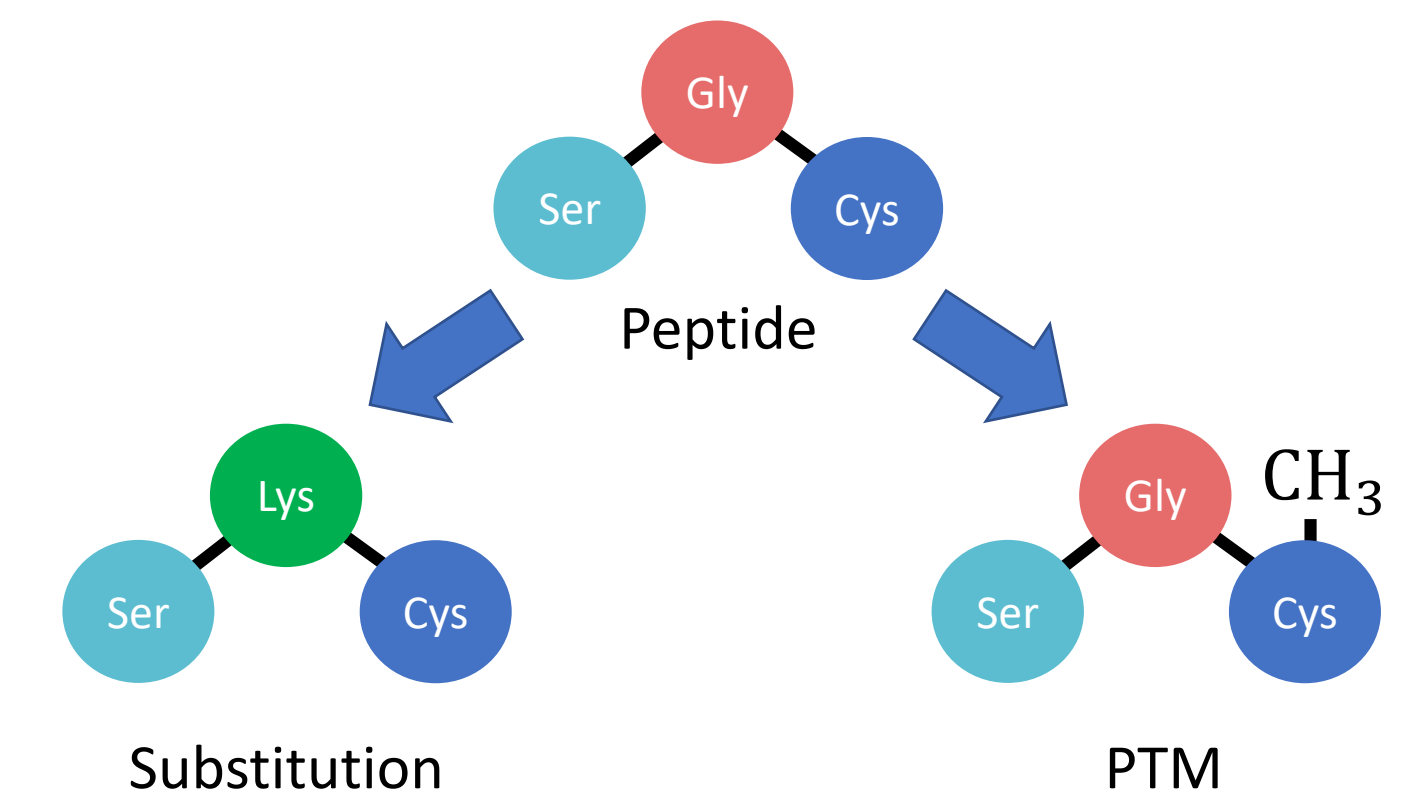 Gly
Ser
Cys
Peptide
Lys
Ser
Cys
Substitution
Gly
CH₃
Ser
Cys
PTM